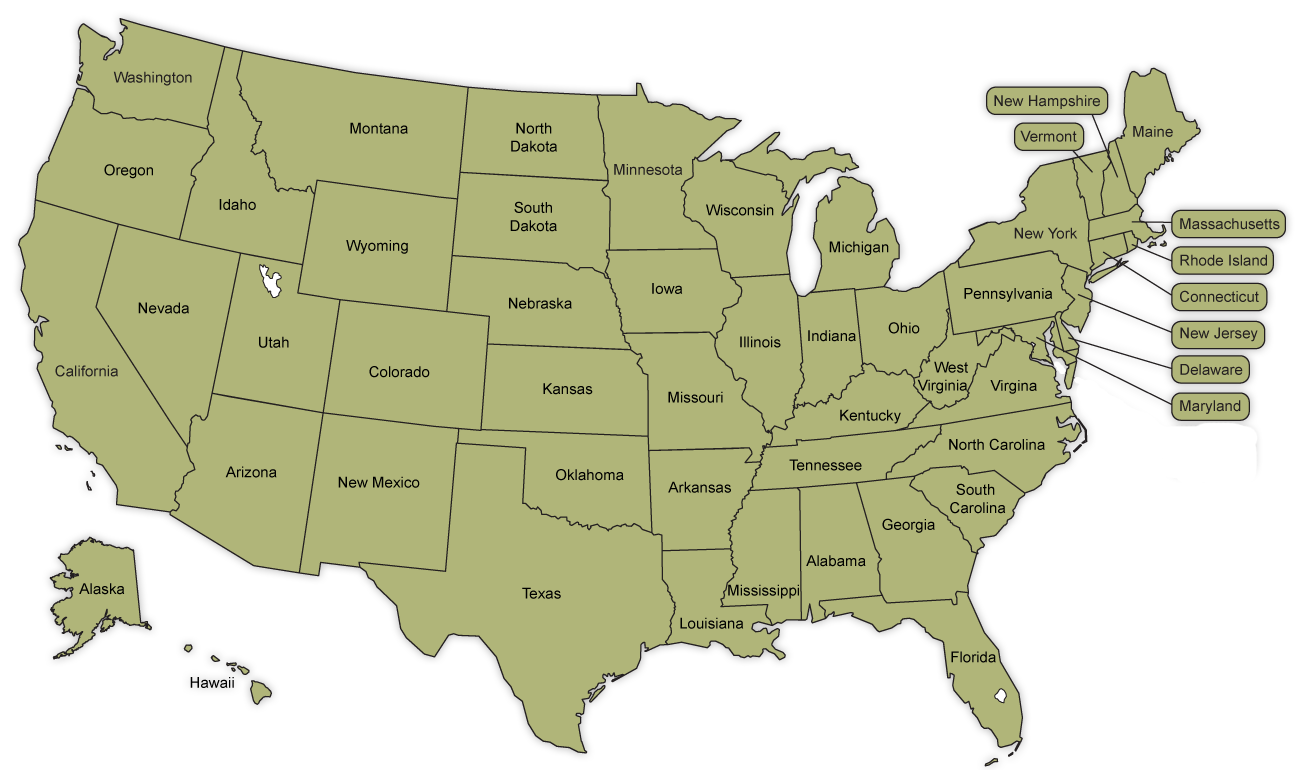 Washington
Montana
North
Dakota
Minnesota
Oregon
Idaho
Wyoming
South
Dakota
Wisconsin
Michigan
New Hampshire
Vermont
Maine
New York
Massachusetts
Rhode Island
Connecticut
New Jersey
Delaware
Maryland
Nevada
Utah
California
Colorado
Nebraska
Iowa
Illinois
Indiana
Ohio
Pennsylvania
West
Virginia
Virgina
Kansas
Missouri
Kentucky
Arizona
New Mexico
Oklahoma
Arkansas
Tennessee
North Carolina
South
Carolina
Georgia
Alabama
Mississippi
Louisiana
Texas
Florida
Alaska
Hawaii